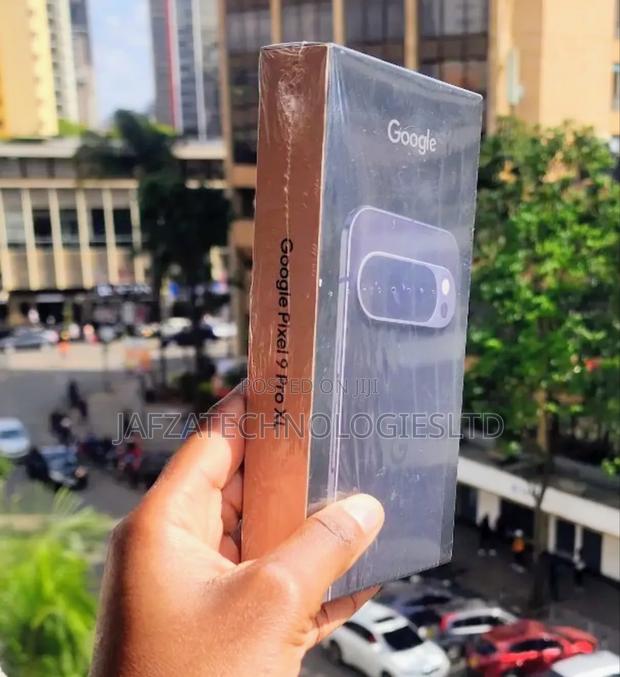 Google
Google Pixel 9 Pro XL
POSTED ON JIJI
JAFZATECHNOLOGIESLTD